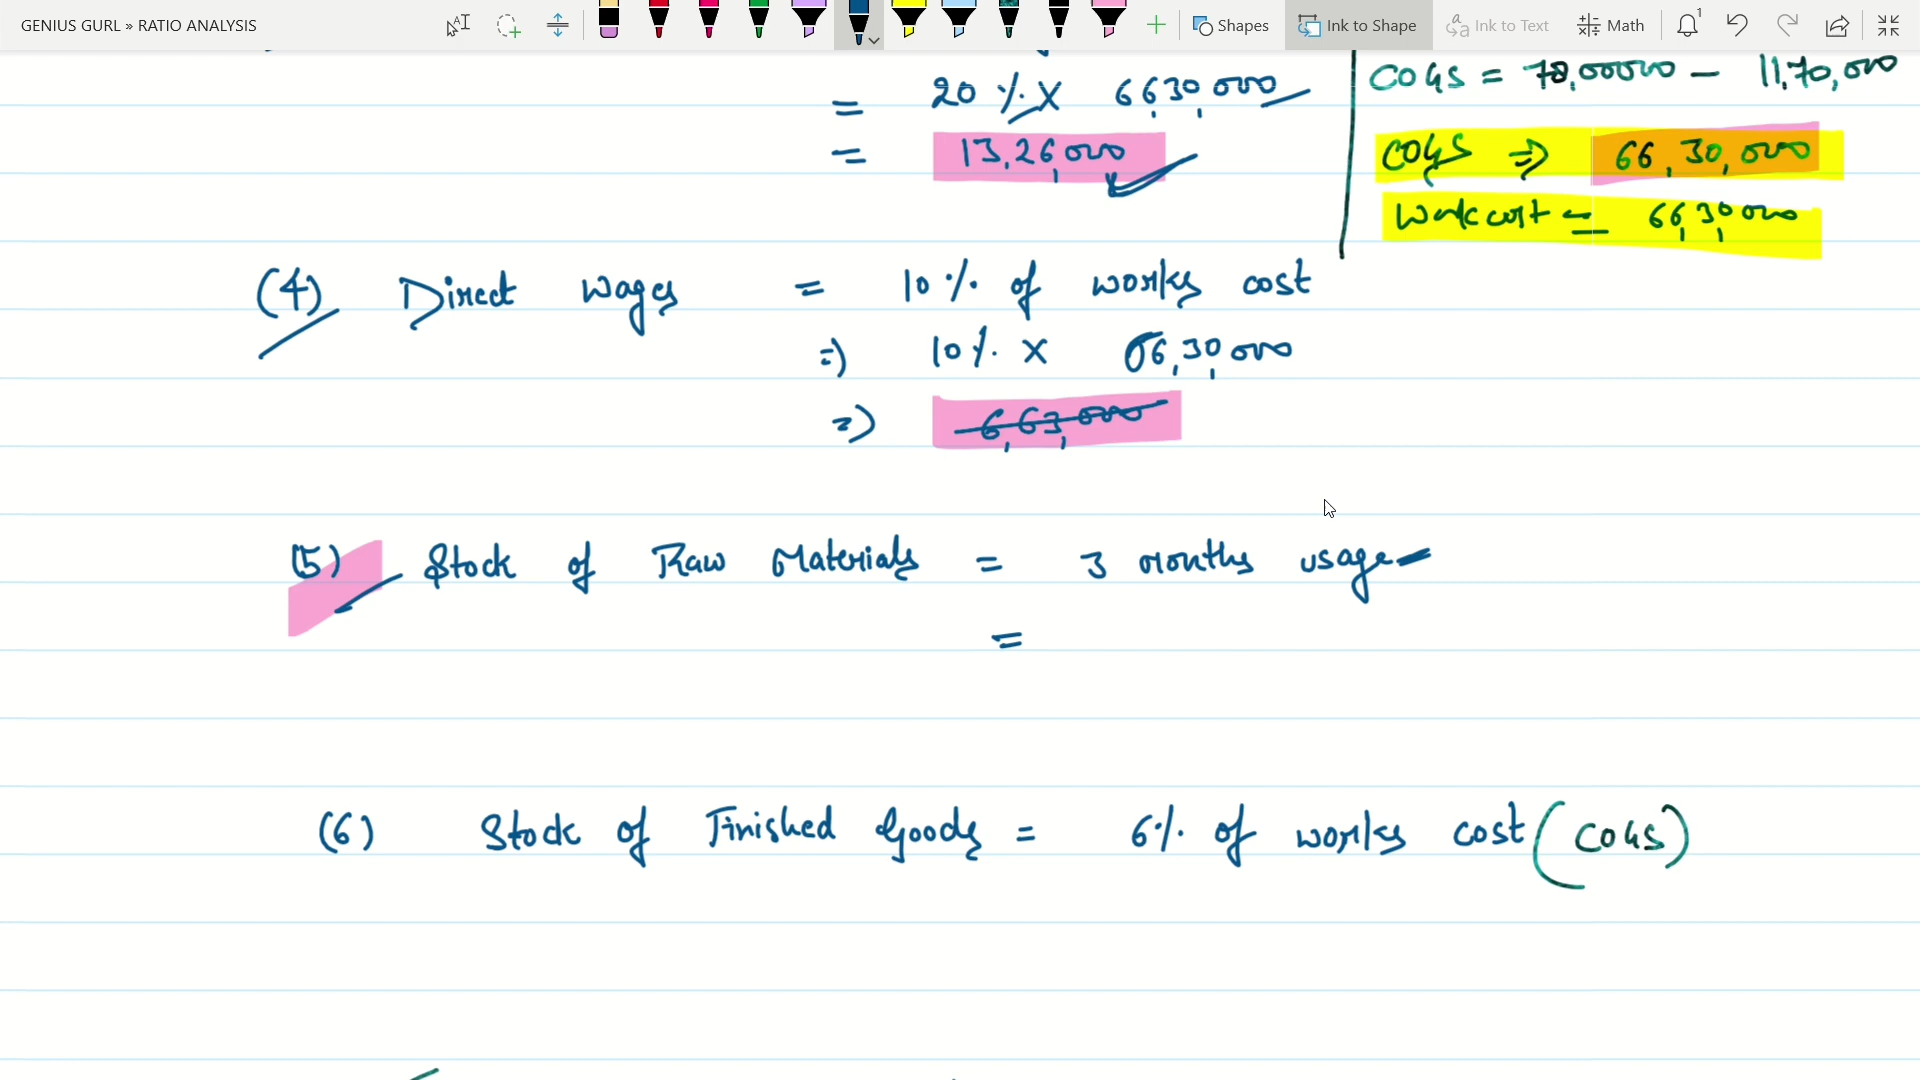 GENIUS GURL » RATIO ANALYSIS
Shapes Ink to Shape Ink to Text Math 1
COGS = 78,00000 - 11,70,000
= 20 % X 66,30,000
COGS ⇒ 66,30,000
= 13,26,000
Work cost = 66,30,000
(4) Direct Wages = 10% of works cost
⇒ 10% X 66,30,000
⇒ 6,63,000
(5) Stock of Raw Materials = 3 months usage
=
(6) Stock of Finished Goods = 6% of works cost (COGS)